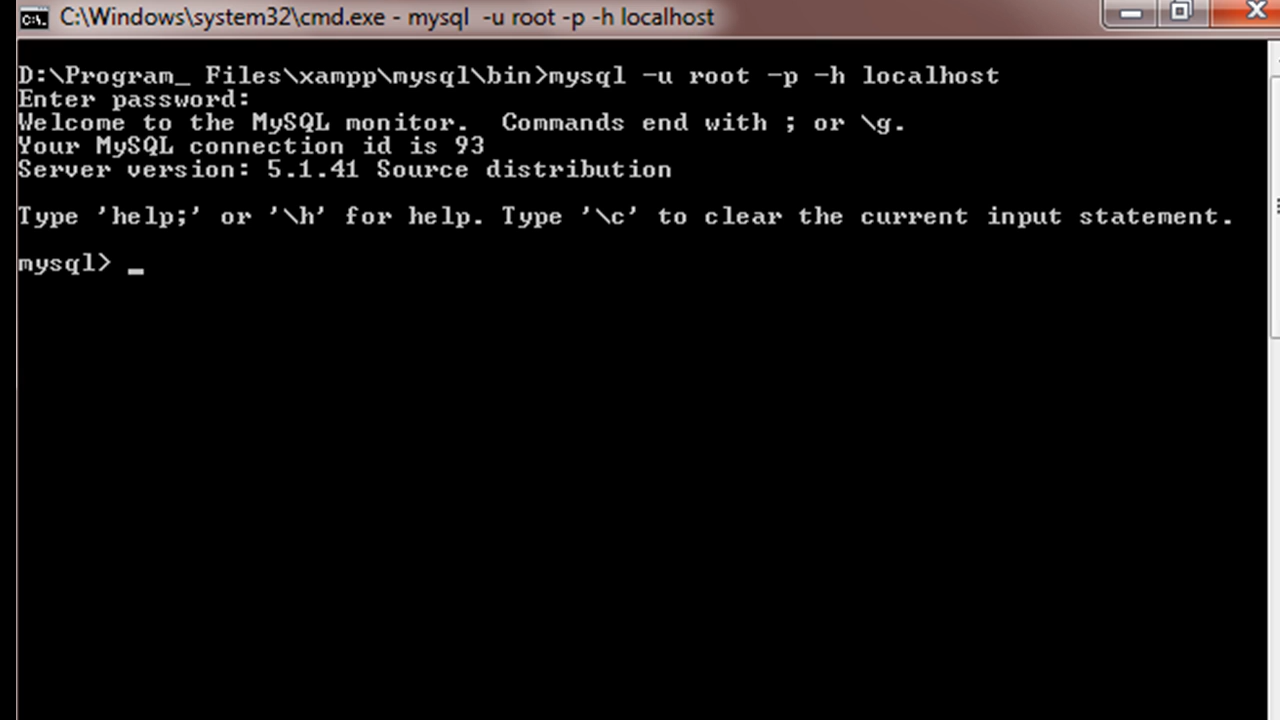 C:\Windows\system32\cmd.exe - mysql  -u root -p -h localhost
D:\Program_ Files\xampp\mysql\bin>mysql -u root -p -h localhost
Enter password:
Welcome to the MySQL monitor.  Commands end with ; or \g.
Your MySQL connection id is 93
Server version: 5.1.41 Source distribution
Type 'help;' or '\h' for help. Type '\c' to clear the current input statement.
mysql> _